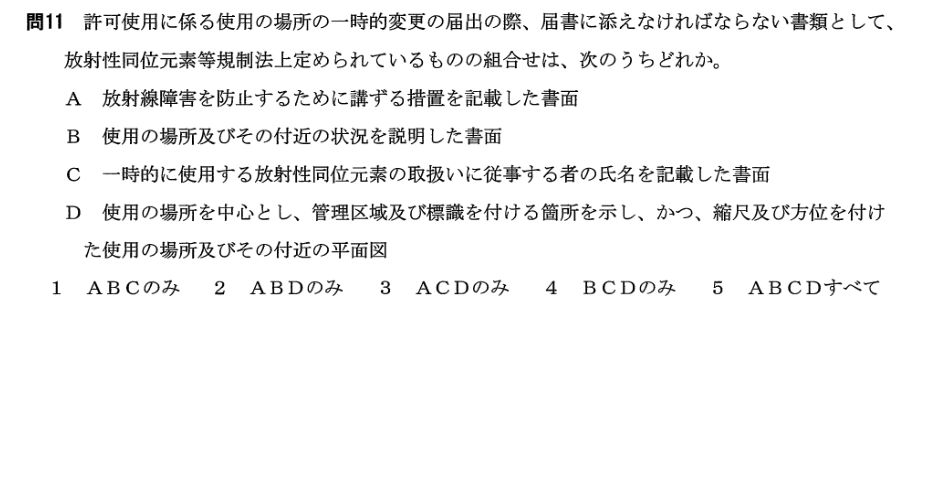 問11　許可使用に係る使用の場所の一時的変更の届出の際、届書に添えなければならない書類として、
放射性同位元素等規制法上定められているものの組合せは、次のうちどれか。
A　放射線障害を防止するために講ずる措置を記載した書面
B　使用の場所及びその付近の状況を説明した書面
C　一時的に使用する放射性同位元素の取扱いに従事する者の氏名を記載した書面
D　使用の場所を中心とし、管理区域及び標識を付ける箇所を示し、かつ、縮尺及び方位を付け
た使用の場所及びその付近の平面図
1　ABCのみ　2　ABDのみ　3　ACDのみ　4　BCDのみ　5　ABCDすべて